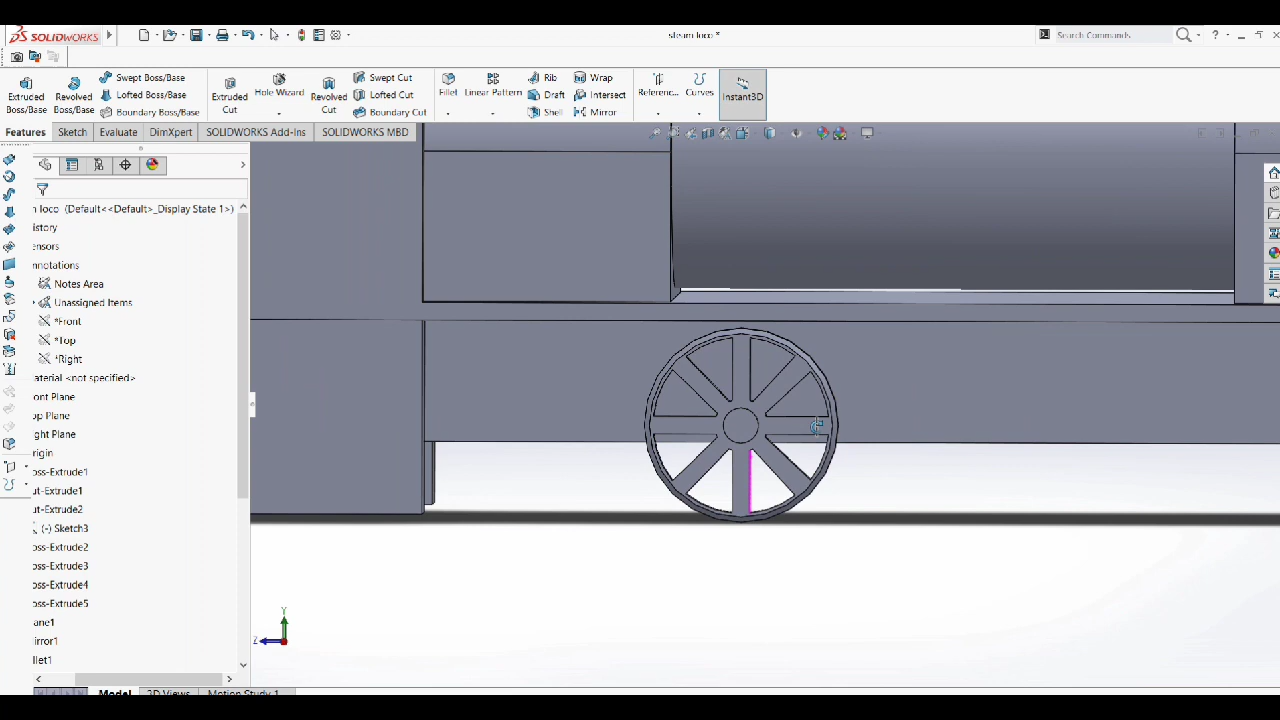 SOLIDWORKS
steam loco *
Search Commands
?
Extruded Boss/Base
Revolved Boss/Base
Swept Boss/Base
Lofted Boss/Base
Boundary Boss/Base
Extruded Cut
Hole Wizard
Revolved Cut
Swept Cut
Lofted Cut
Boundary Cut
Fillet
Linear Pattern
Rib
Draft
Shell
Wrap
Intersect
Mirror
Referenc...
Curves
Instant3D
Features
Sketch
Evaluate
DimXpert
SOLIDWORKS Add-Ins
SOLIDWORKS MBD
m loco (Default<<Default>_Display State 1>)
istory
ensors
nnotations
Notes Area
Unassigned Items
*Front
*Top
*Right
aterial <not specified>
ont Plane
op Plane
ight Plane
rigin
oss-Extrude1
ut-Extrude1
ut-Extrude2
(-) Sketch3
oss-Extrude2
oss-Extrude3
oss-Extrude4
oss-Extrude5
ane1
irror1
illet1
Y
Z
Model
3D Views
Motion Study 1